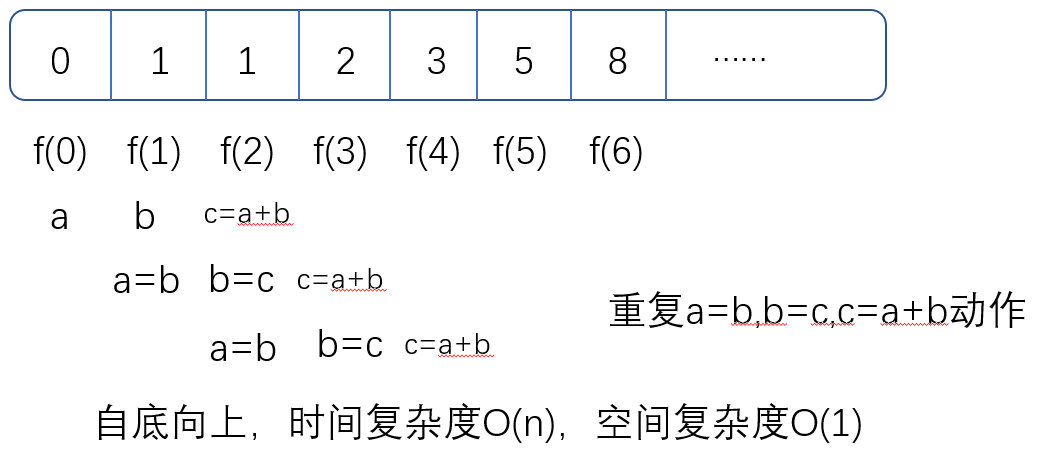 0 1 1 2 3 5 8 ······
f(0) f(1) f(2) f(3) f(4) f(5) f(6)
a b c=a+b
a=b b=c c=a+b
重复a=b,b=c,c=a+b动作
a=b b=c c=a+b
自底向上，时间复杂度O(n)，空间复杂度O(1)